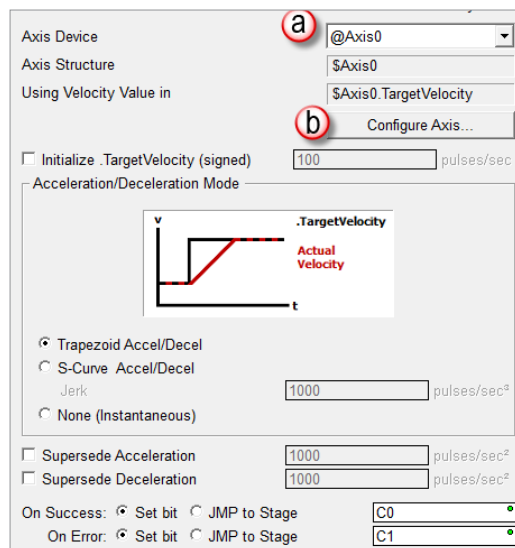 a
Axis Device @Axis0
Axis Structure $Axis0
Using Velocity Value in $Axis0.TargetVelocity
b Configure Axis...
Initialize .TargetVelocity (signed) 100 pulses/sec
Acceleration/Deceleration Mode
v .TargetVelocity
Actual
Velocity
t
Trapezoid Accel/Decel
S-Curve Accel/Decel
Jerk 1000 pulses/sec³
None (Instantaneous)
Supersede Acceleration 1000 pulses/sec²
Supersede Deceleration 1000 pulses/sec²
On Success: Set bit JMP to Stage C0
On Error: Set bit JMP to Stage C1